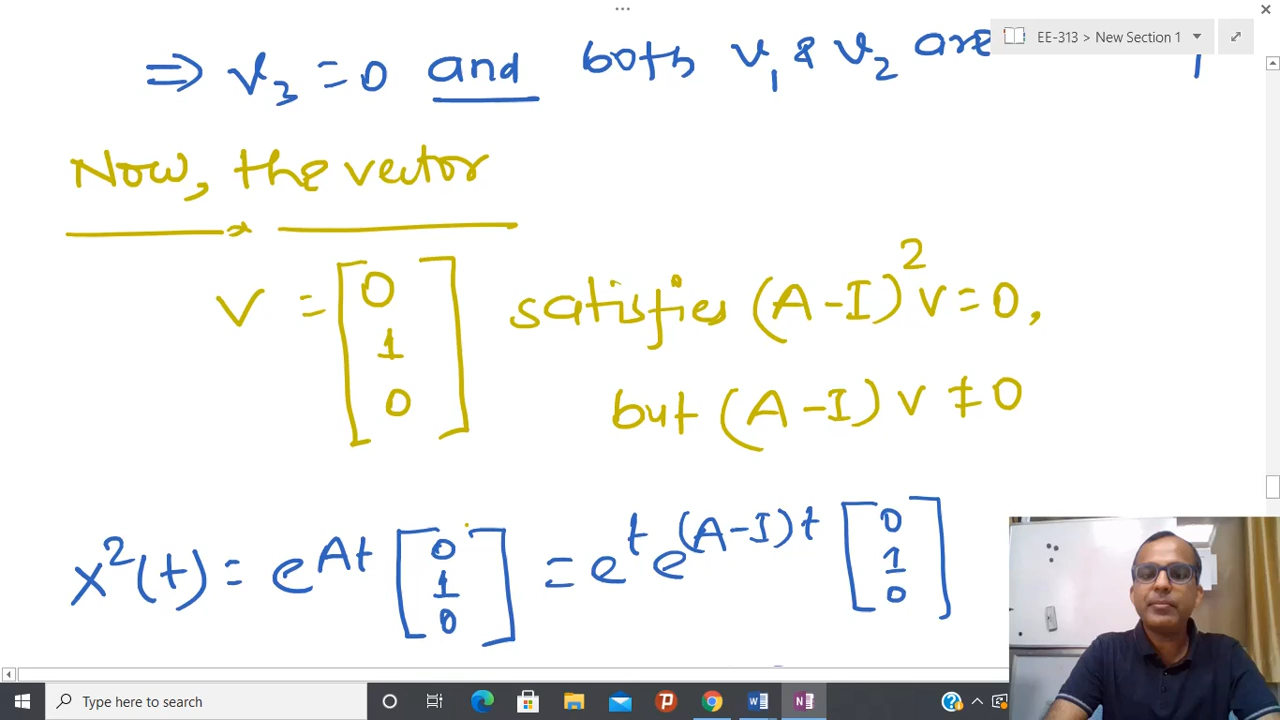 ...
EE-313 > New Section 1
⇒ v₃ = 0 and both v₁ & v₂ are
Now, the vector
v = [0 1 0] satisfies (A-I)²v=0,
but (A-I) v ≠ 0
x²(t) = e^At [0 1 0] = e^t e^(A-I)t [0 1 0]
Type here to search